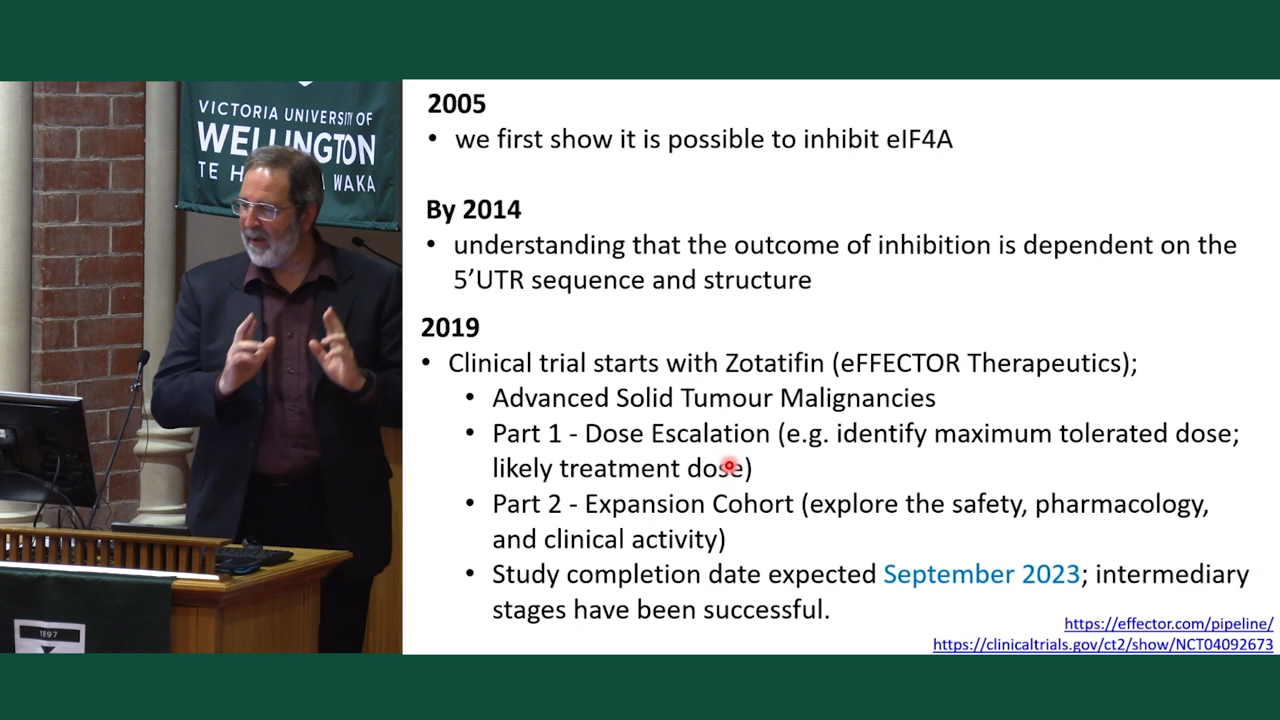 VICTORIA UNIVERSITY OF
WELLINGTON
TE H WAKA
1897
2005
• we first show it is possible to inhibit eIF4A
By 2014
• understanding that the outcome of inhibition is dependent on the
5’UTR sequence and structure
2019
• Clinical trial starts with Zotatifin (eFFECTOR Therapeutics);
• Advanced Solid Tumour Malignancies
• Part 1 - Dose Escalation (e.g. identify maximum tolerated dose;
likely treatment dose)
• Part 2 - Expansion Cohort (explore the safety, pharmacology,
and clinical activity)
• Study completion date expected September 2023; intermediary
stages have been successful.
https://effector.com/pipeline/
https://clinicaltrials.gov/ct2/show/NCT04092673